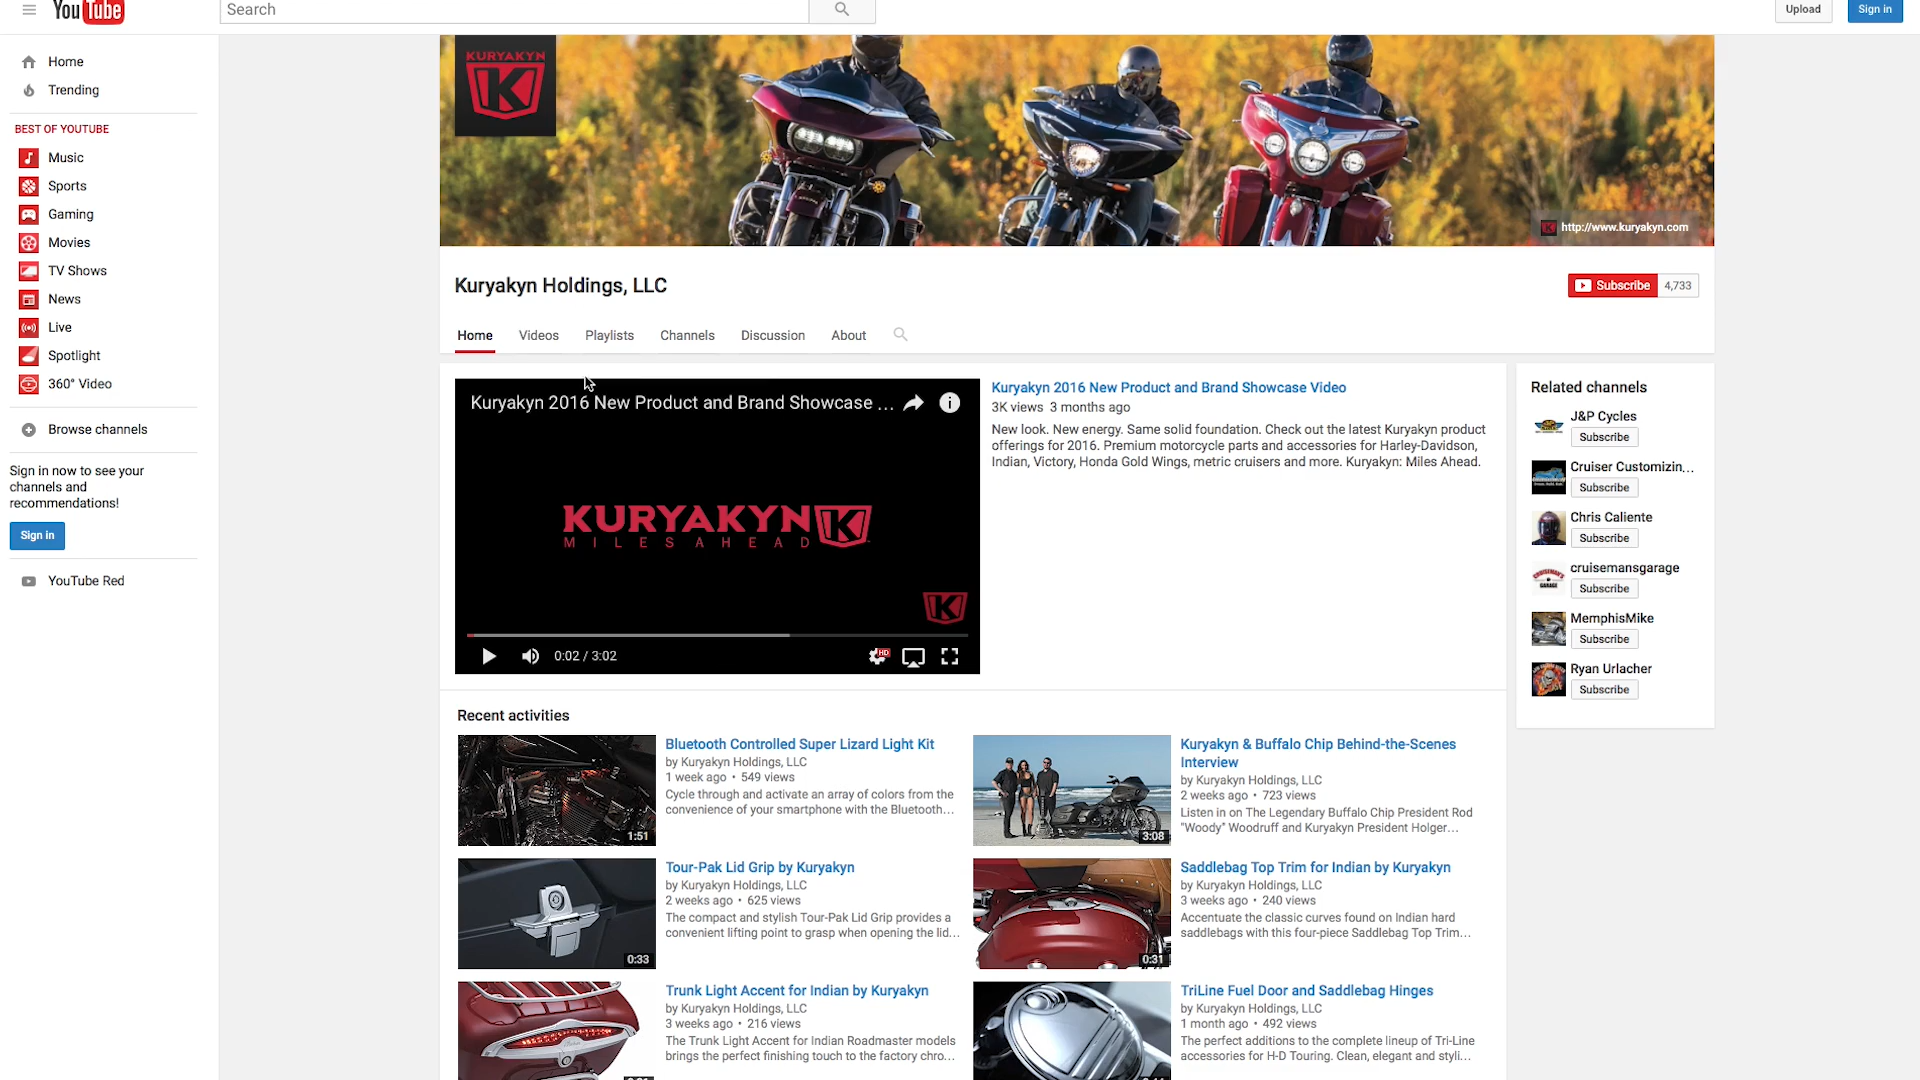 YouTube
Search
Upload
Sign in
Home
Trending
BEST OF YOUTUBE
Music
Sports
Gaming
Movies
TV Shows
News
Live
Spotlight
360° Video
Browse channels
Sign in now to see your
channels and
recommendations!
Sign in
YouTube Red
KURYAKYN
K
http://www.kuryakyn.com
Kuryakyn Holdings, LLC
Subscribe 4,733
Home Videos Playlists Channels Discussion About
Kuryakyn 2016 New Product and Brand Showcase ...
KURYAKYN K
MILES AHEAD
K
0:02 / 3:02
HD
Kuryakyn 2016 New Product and Brand Showcase Video
3K views 3 months ago
New look. New energy. Same solid foundation. Check out the latest Kuryakyn product
offerings for 2016. Premium motorcycle parts and accessories for Harley-Davidson,
Indian, Victory, Honda Gold Wings, metric cruisers and more. Kuryakyn: Miles Ahead.
Related channels
J&P Cycles
Subscribe
Cruiser Customizin...
Subscribe
Chris Caliente
Subscribe
cruisemansgarage
Subscribe
MemphisMike
Subscribe
Ryan Urlacher
Subscribe
Recent activities
1:51
Bluetooth Controlled Super Lizard Light Kit
by Kuryakyn Holdings, LLC
1 week ago • 549 views
Cycle through and activate an array of colors from the
convenience of your smartphone with the Bluetooth...
3:08
Kuryakyn & Buffalo Chip Behind-the-Scenes
Interview
by Kuryakyn Holdings, LLC
2 weeks ago • 723 views
Listen in on The Legendary Buffalo Chip President Rod
"Woody" Woodruff and Kuryakyn President Holger...
0:33
Tour-Pak Lid Grip by Kuryakyn
by Kuryakyn Holdings, LLC
2 weeks ago • 625 views
The compact and stylish Tour-Pak Lid Grip provides a
convenient lifting point to grasp when opening the lid...
0:31
Saddlebag Top Trim for Indian by Kuryakyn
by Kuryakyn Holdings, LLC
3 weeks ago • 240 views
Accentuate the classic curves found on Indian hard
saddlebags with this four-piece Saddlebag Top Trim...
Trunk Light Accent for Indian by Kuryakyn
by Kuryakyn Holdings, LLC
3 weeks ago • 216 views
The Trunk Light Accent for Indian Roadmaster models
brings the perfect finishing touch to the factory chro...
TriLine Fuel Door and Saddlebag Hinges
by Kuryakyn Holdings, LLC
1 month ago • 492 views
The perfect additions to the complete lineup of Tri-Line
accessories for H-D Touring. Clean, elegant and styli...